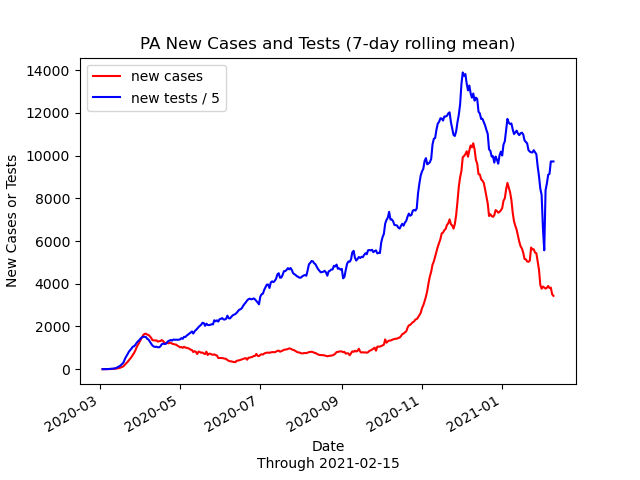 PA New Cases and Tests (7-day rolling mean)
new cases
new tests / 5
14000
12000
10000
8000
6000
4000
2000
0
New Cases or Tests
2020-03
2020-05
2020-07
2020-09
2020-11
2021-01
Date
Through 2021-02-15